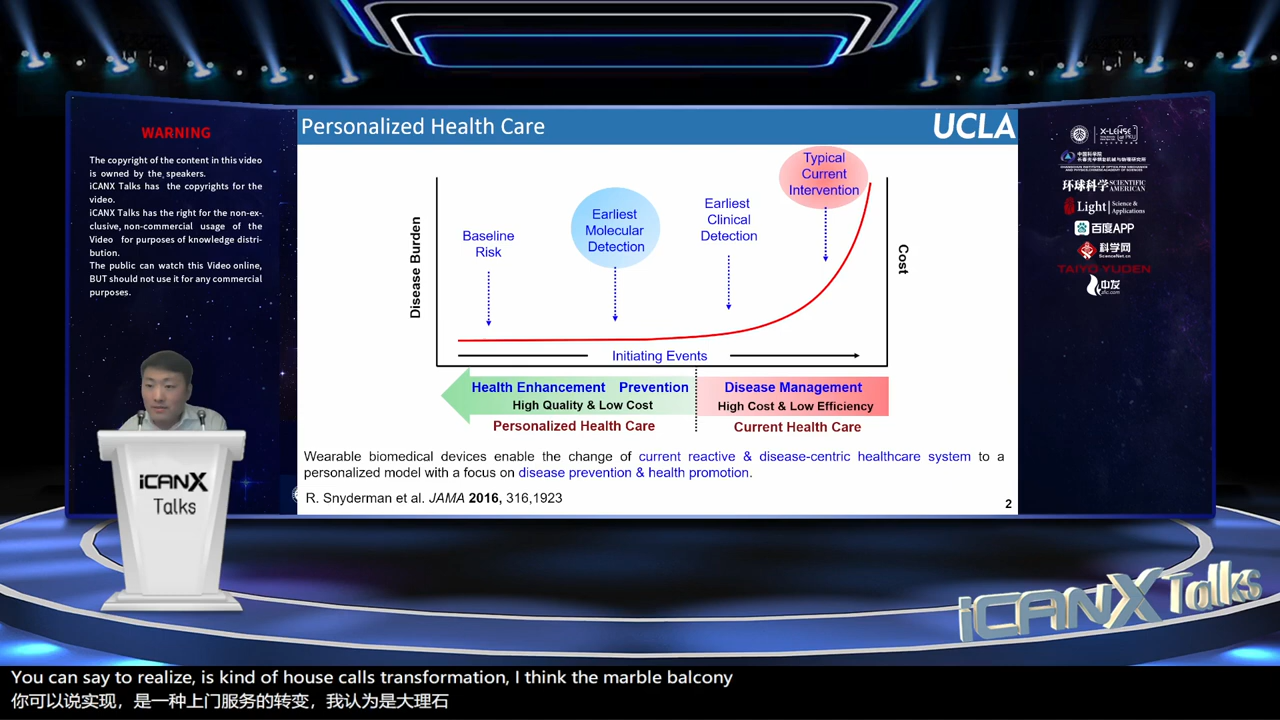 WARNING
The copyright of the content in this video
is owned by the speakers.
iCANX Talks has the copyrights for the
video.
iCANX Talks has the right for the non-ex-
clusive, non-commercial usage of the
Video for purposes of knowledge distri-
bution.
The public can watch this Video online,
BUT should not use it for any commercial
purposes.
Personalized Health Care
UCLA
Disease Burden
Baseline
Risk
Earliest
Molecular
Detection
Earliest
Clinical
Detection
Typical
Current
Intervention
Cost
Initiating Events
Health Enhancement Prevention
High Quality & Low Cost
Personalized Health Care
Disease Management
High Cost & Low Efficiency
Current Health Care
Wearable biomedical devices enable the change of current reactive & disease-centric healthcare system to a
personalized model with a focus on disease prevention & health promotion.
R. Snyderman et al. JAMA 2016, 316,1923
2
X-LENSE
环球科学 SCIENTIFIC AMERICAN
Light Science & Applications
百度APP
科学网
ScienceNet.cn
TAIYO YUDEN
中友
iCANX
Talks
iCANX Talks
You can say to realize, is kind of house calls transformation, I think the marble balcony
你可以说实现，是一种上门服务的转变，我认为是大理石